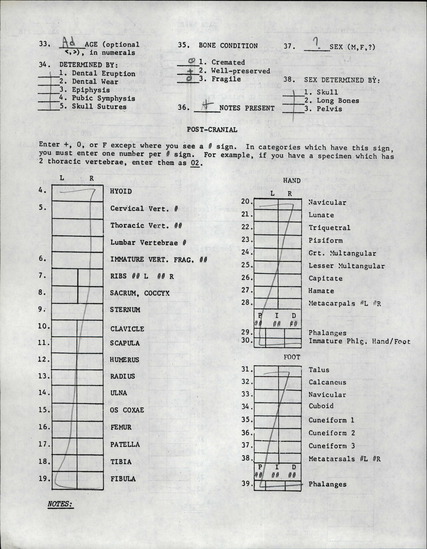 33. Ad AGE (optional
<,>), in numerals
34. DETERMINED BY:
1. Dental Eruption
2. Dental Wear
3. Epiphysis
4. Pubic Symphysis
5. Skull Sutures
35. BONE CONDITION
0 1. Cremated
+ 2. Well-preserved
0 3. Fragile
36. + NOTES PRESENT
37. ? SEX (M,F,?)
38. SEX DETERMINED BY:
1. Skull
2. Long Bones
3. Pelvis
POST-CRANIAL
Enter +, 0, or F except where you see a # sign. In categories which have this sign,
you must enter one number per # sign. For example, if you have a specimen which has
2 thoracic vertebrae, enter them as 02.
L R
4. HYOID
5. Cervical Vert. #
Thoracic Vert. ##
Lumbar Vertebrae #
6. IMMATURE VERT. FRAG. ##
7. RIBS ## L ## R
8. SACRUM, COCCYX
9. STERNUM
10. CLAVICLE
11. SCAPULA
12. HUMERUS
13. RADIUS
14. ULNA
15. OS COXAE
16. FEMUR
17. PATELLA
18. TIBIA
19. FIBULA
NOTES:
HAND
L R
20. Navicular
21. Lunate
22. Triquetral
23. Pisiform
24. Grt. Multangular
25. Lesser Multangular
26. Capitate
27. Hamate
28. Metacarpals #L #R
P I D
## ## ##
29. Phalanges
30. Immature Phlg. Hand/Foot
FOOT
31. Talus
32. Calcaneus
33. Navicular
34. Cuboid
35. Cuneiform 1
36. Cuneiform 2
37. Cuneiform 3
38. Metatarsals #L #R
P I D
## ## ##
39. Phalanges